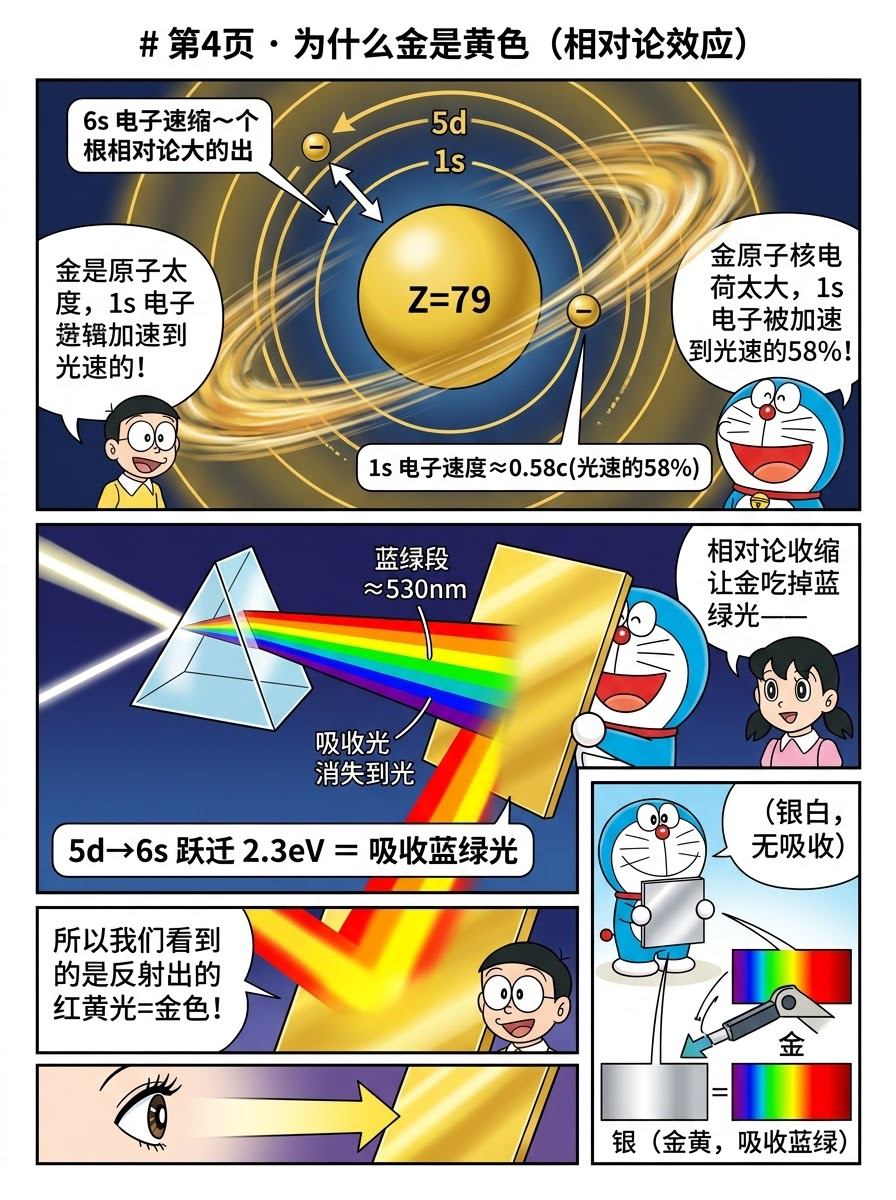 # 第4页 · 为什么金是黄色（相对论效应）
6s 电子速缩～个
根相对论大的出
5d
1s
金是原子太
度，1s 电子
逻辑加速到
光速的！
Z=79
金原子核电
荷太大，1s
电子被加速
到光速的58%！
1s 电子速度≈0.58c(光速的58%)
蓝绿段
≈530nm
相对论收缩
让金吃掉蓝
绿光——
吸收光
消失到光
5d→6s 跃迁 2.3eV ＝ 吸收蓝绿光
（银白，
无吸收）
所以我们看到
的是反射出的
红黄光=金色！
金
=
银（金黄，吸收蓝绿）